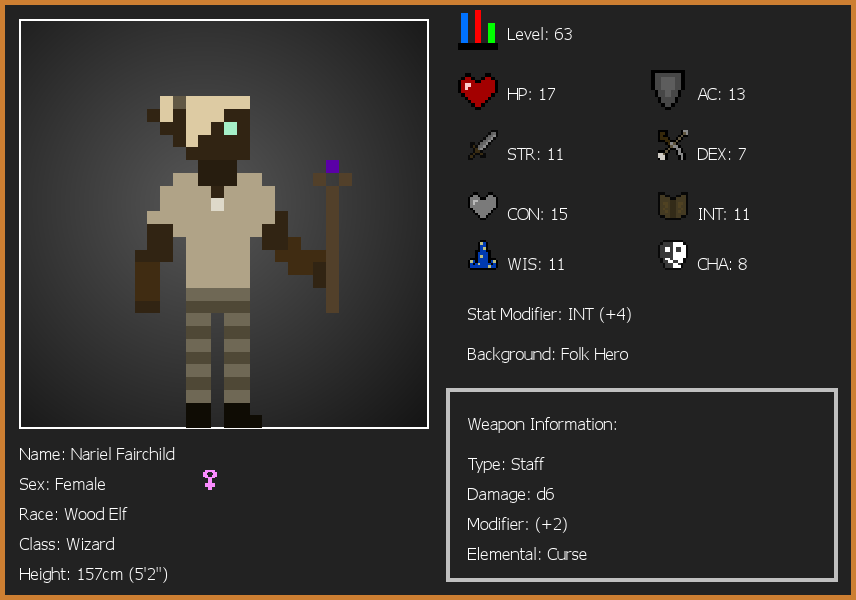 Level: 63
HP: 17
AC: 13
STR: 11
DEX: 7
CON: 15
INT: 11
WIS: 11
CHA: 8
Stat Modifier: INT (+4)
Background: Folk Hero
Weapon Information:
Type: Staff
Damage: d6
Modifier: (+2)
Elemental: Curse
Name: Nariel Fairchild
Sex: Female
Race: Wood Elf
Class: Wizard
Height: 157cm (5'2")